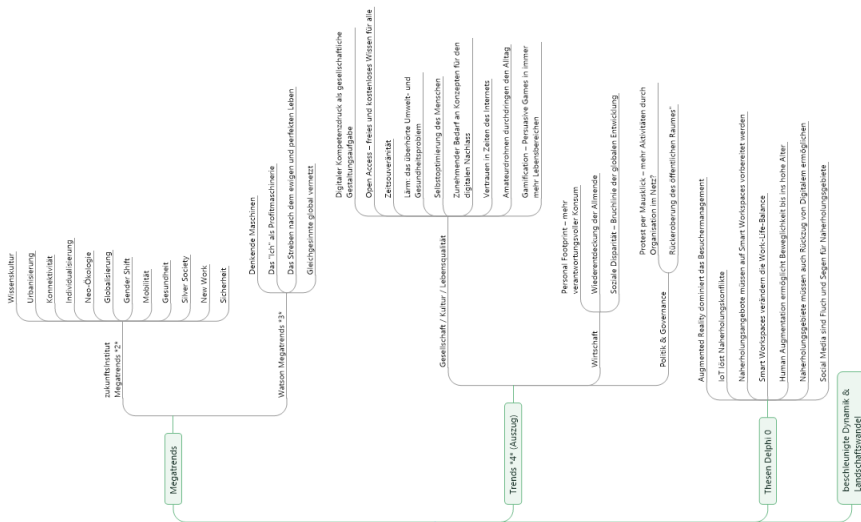 Megatrends
zukunftsinstitut
Megatrends *2*
Wissenskultur
Urbanisierung
Konnektivität
Individualisierung
Neo-Ökologie
Globalisierung
Gender Shift
Mobilität
Gesundheit
Silver Society
New Work
Sicherheit
Watson Megatrends *3*
Denkende Maschinen
Das "Ich" als Profitmaschinerie
Das Streben nach dem ewigen und perfekten Leben
Gleichgesinnte global vernetzt
Trends *4* (Auszug)
Gesellschaft / Kultur / Lebensqualität
Digitaler Kompetenzdruck als gesellschaftliche
Gestaltungsaufgabe
Open Access – freies und kostenloses Wissen für alle
Zeitsouveränität
Lärm: das überhörte Umwelt- und
Gesundheitsproblem
Selbstoptimierung des Menschen
Zunehmender Bedarf an Konzepten für den
digitalen Nachlass
Vertrauen in Zeiten des Internets
Amateurdrohnen durchdringen den Alltag
Gamification – Persuasive Games in immer
mehr Lebensbereichen
Wirtschaft
Personal Footprint – mehr
verantwortungsvoller Konsum
Wiederentdeckung der Allmende
Soziale Disparität – Bruchlinie der globalen Entwicklung
Politik & Governance
Protest per Mausklick – mehr Aktivitäten durch
Organisation im Netz?
Rückeroberung des öffentlichen Raumes"
Thesen Delphi 0
Augmented Reality dominiert das Besuchermanagement
IoT löst Naherholungskonflikte
Naherholungsangebote müssen auf Smart Workspaces vorbereitet werden
Smart Workspaces verändern die Work-Life-Balance
Human Augmentation ermöglicht Beweglichkeit bis ins hohe Alter
Naherholungsgebiete müssen auch Rückzug von Digitalem ermöglichen
Social Media sind Fluch und Segen für Naherholungsgebiete
beschleunigte Dynamik &
Landschaftswandel